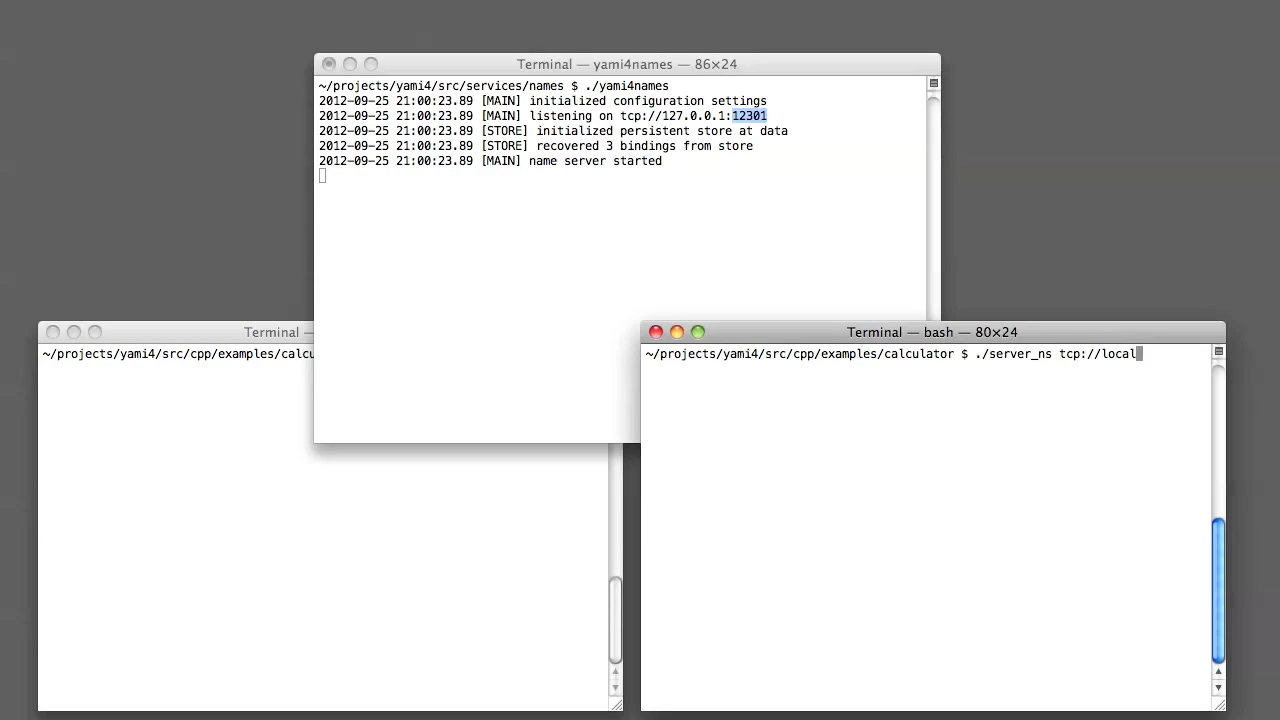 Terminal — yami4names — 86×24
~/projects/yami4/src/services/names $ ./yami4names
2012-09-25 21:00:23.89 [MAIN] initialized configuration settings
2012-09-25 21:00:23.89 [MAIN] listening on tcp://127.0.0.1:12301
2012-09-25 21:00:23.89 [STORE] initialized persistent store at data
2012-09-25 21:00:23.89 [STORE] recovered 3 bindings from store
2012-09-25 21:00:23.89 [MAIN] name server started
Terminal —
~/projects/yami4/src/cpp/examples/calcu
Terminal — bash — 80×24
~/projects/yami4/src/cpp/examples/calculator $ ./server_ns tcp://local